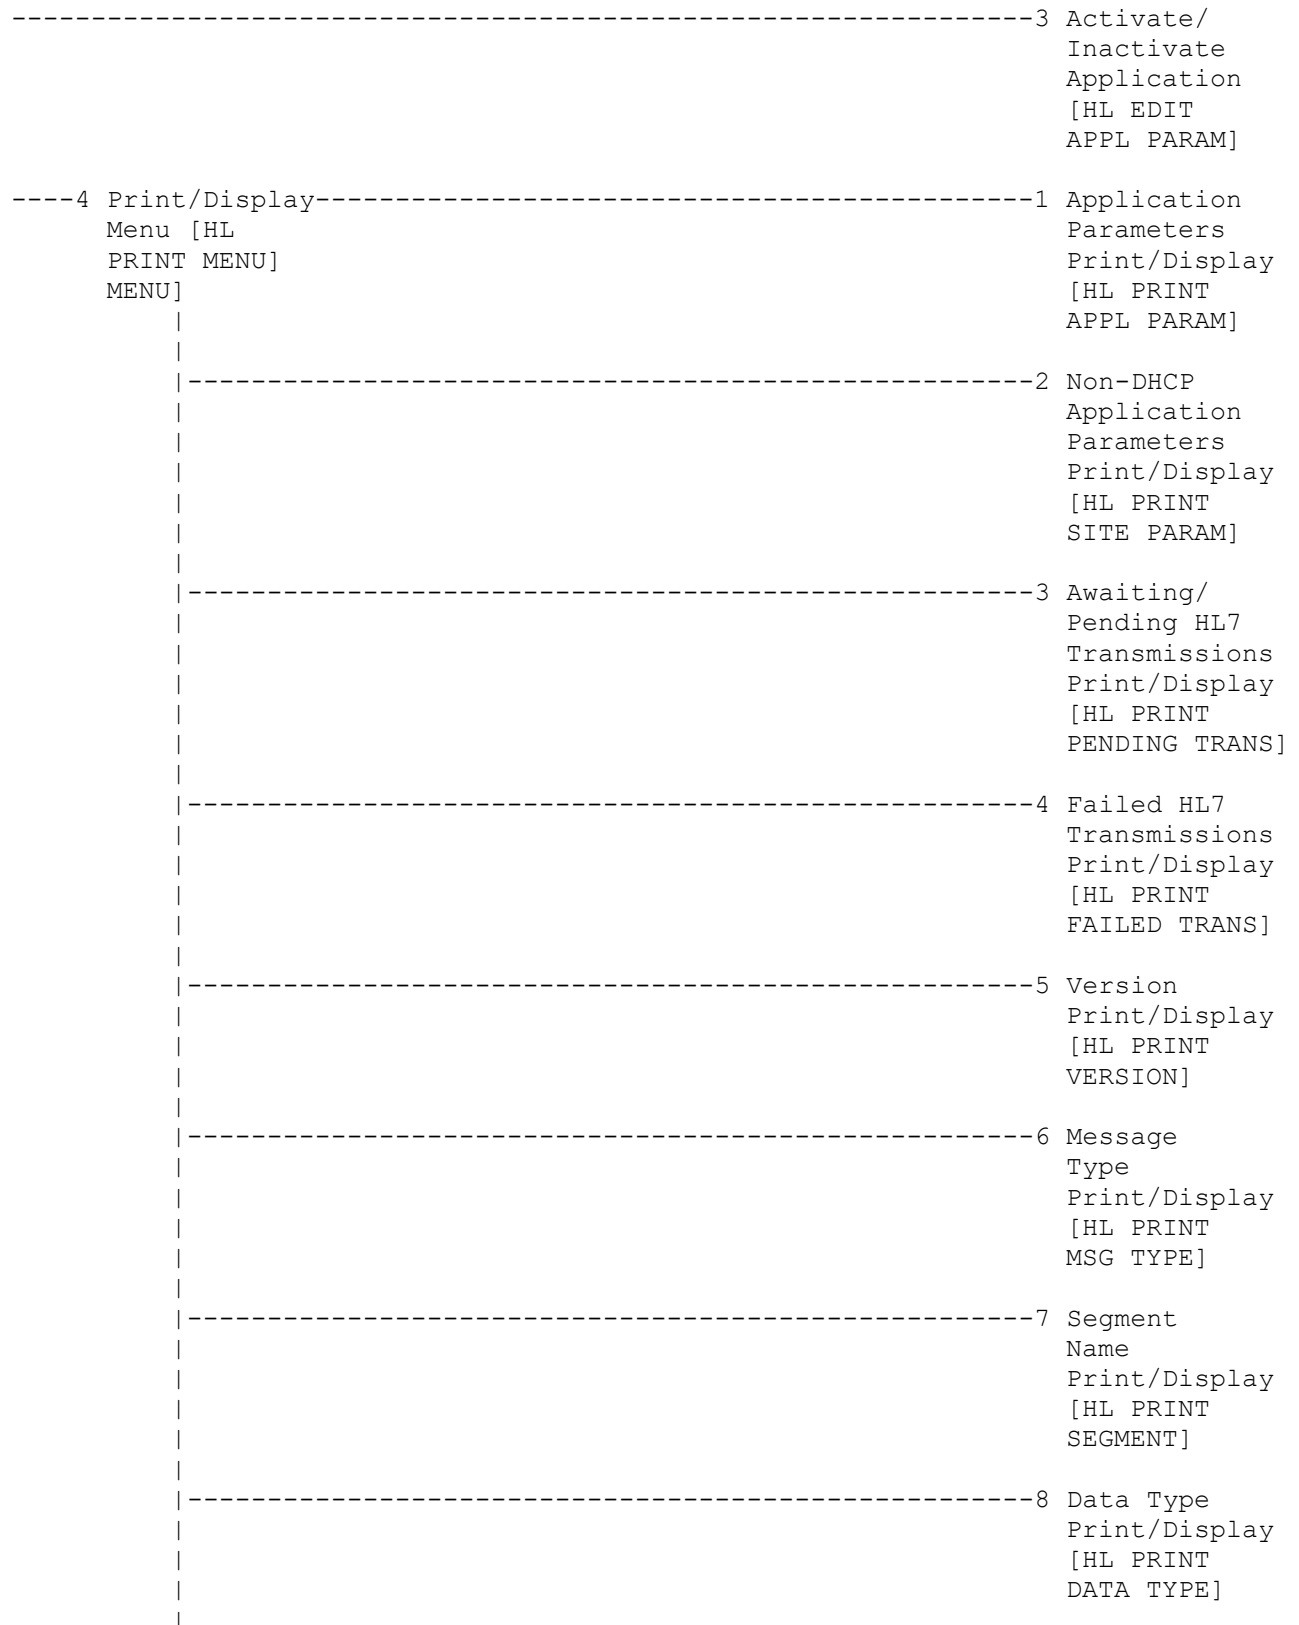 -----------------------------------------------------------------3 Activate/
Inactivate
Application
[HL EDIT
APPL PARAM]
----4 Print/Display----------------------------------------------1 Application
Menu [HL Parameters
PRINT MENU] Print/Display
MENU] [HL PRINT
| APPL PARAM]
|
|------------------------------------------------------2 Non-DHCP
| Application
| Parameters
| Print/Display
| [HL PRINT
| SITE PARAM]
|
|------------------------------------------------------3 Awaiting/
| Pending HL7
| Transmissions
| Print/Display
| [HL PRINT
| PENDING TRANS]
|
|------------------------------------------------------4 Failed HL7
| Transmissions
| Print/Display
| [HL PRINT
| FAILED TRANS]
|
|------------------------------------------------------5 Version
| Print/Display
| [HL PRINT
| VERSION]
|
|------------------------------------------------------6 Message
| Type
| Print/Display
| [HL PRINT
| MSG TYPE]
|
|------------------------------------------------------7 Segment
| Name
| Print/Display
| [HL PRINT
| SEGMENT]
|
|------------------------------------------------------8 Data Type
| Print/Display
| [HL PRINT
| DATA TYPE]
|